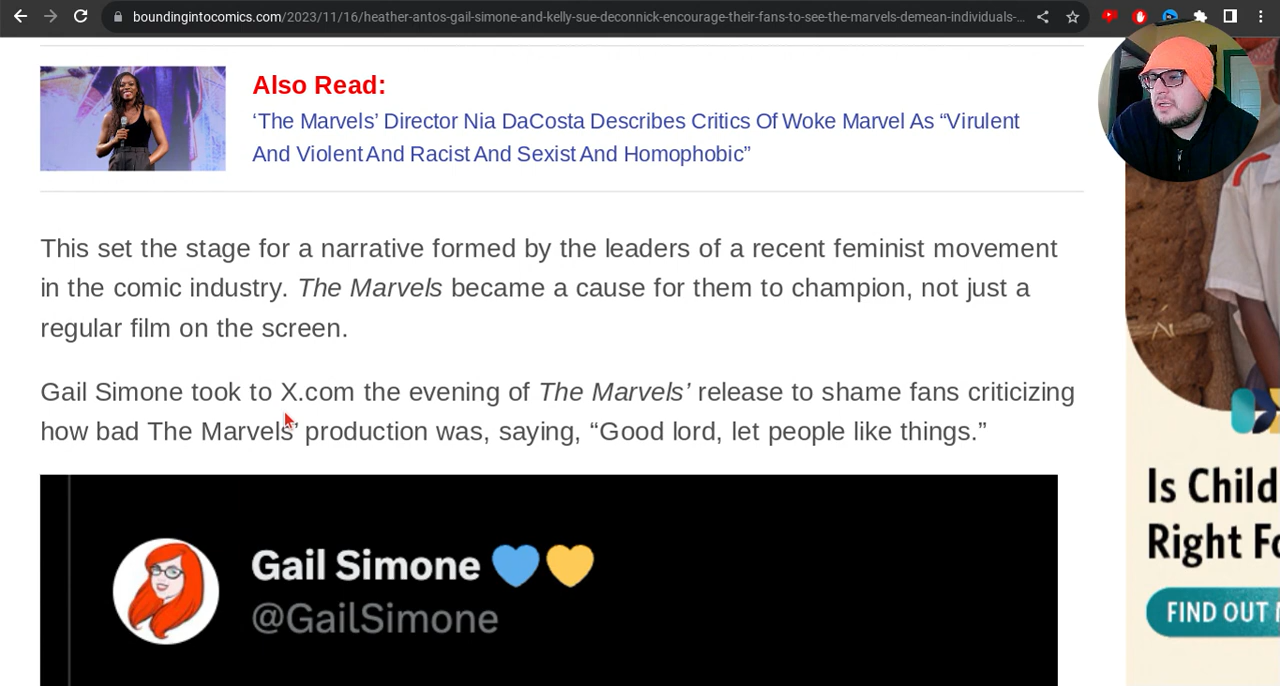 boundingintocomics.com/2023/11/16/heather-antos-gail-simone-and-kelly-sue-deconnick-encourage-their-fans-to-see-the-marvels-demean-individuals-...
Also Read:
‘The Marvels’ Director Nia DaCosta Describes Critics Of Woke Marvel As “Virulent
And Violent And Racist And Sexist And Homophobic”
This set the stage for a narrative formed by the leaders of a recent feminist movement
in the comic industry. The Marvels became a cause for them to champion, not just a
regular film on the screen.
Gail Simone took to X.com the evening of The Marvels’ release to shame fans criticizing
how bad The Marvels’ production was, saying, “Good lord, let people like things.”
Gail Simone 💙💛
@GailSimone
Is Child
Right Fo
FIND OUT